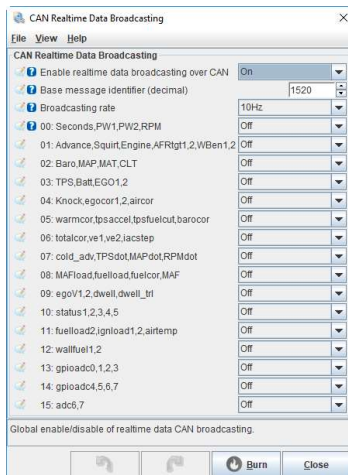 CAN Realtime Data Broadcasting
File View Help
CAN Realtime Data Broadcasting
Enable realtime data broadcasting over CAN On
Base message identifier (decimal) 1520
Broadcasting rate 10Hz
00: Seconds,PW1,PW2,RPM Off
01: Advance,Squirt,Engine,AFRtgt1,2,WBen1,2 Off
02: Baro,MAP,MAT,CLT Off
03: TPS,Batt,EGO1,2 Off
04: Knock,egocor1,2,aircor Off
05: warmcor,tpsaccel,tpsfuelcut,barocor Off
06: totalcor,ve1,ve2,iacstep Off
07: cold_adv,TPSdot,MAPdot,RPMdot Off
08: MAFload,fuelload,fuelcor,MAF Off
09: egoV1,2,dwell,dwell_trl Off
10: status1,2,3,4,5 Off
11: fuelload2,ignload1,2,airtemp Off
12: wallfuel1,2 Off
13: gpioadc0,1,2,3 Off
14: gpioadc4,5,6,7 Off
15: adc6,7 Off
Global enable/disable of realtime data CAN broadcasting.
Burn Close